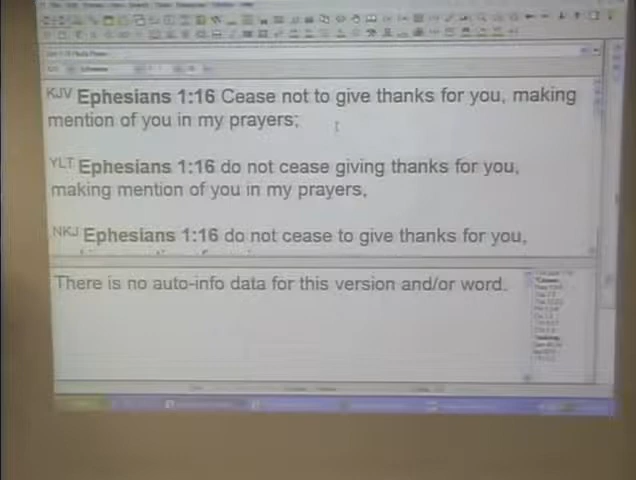 KJV Ephesians 1:16 Cease not to give thanks for you, making
mention of you in my prayers;
YLT Ephesians 1:16 do not cease giving thanks for you,
making mention of you in my prayers,
NKJ Ephesians 1:16 do not cease to give thanks for you,
There is no auto-info data for this version and/or word.